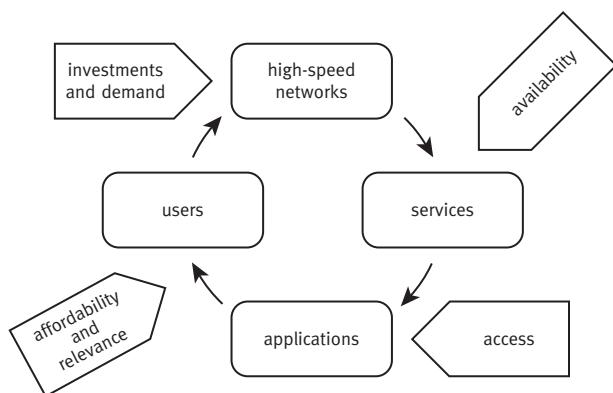 investments
and demand
high-speed
networks
availability
users
services
affordability
and
relevance
applications
access